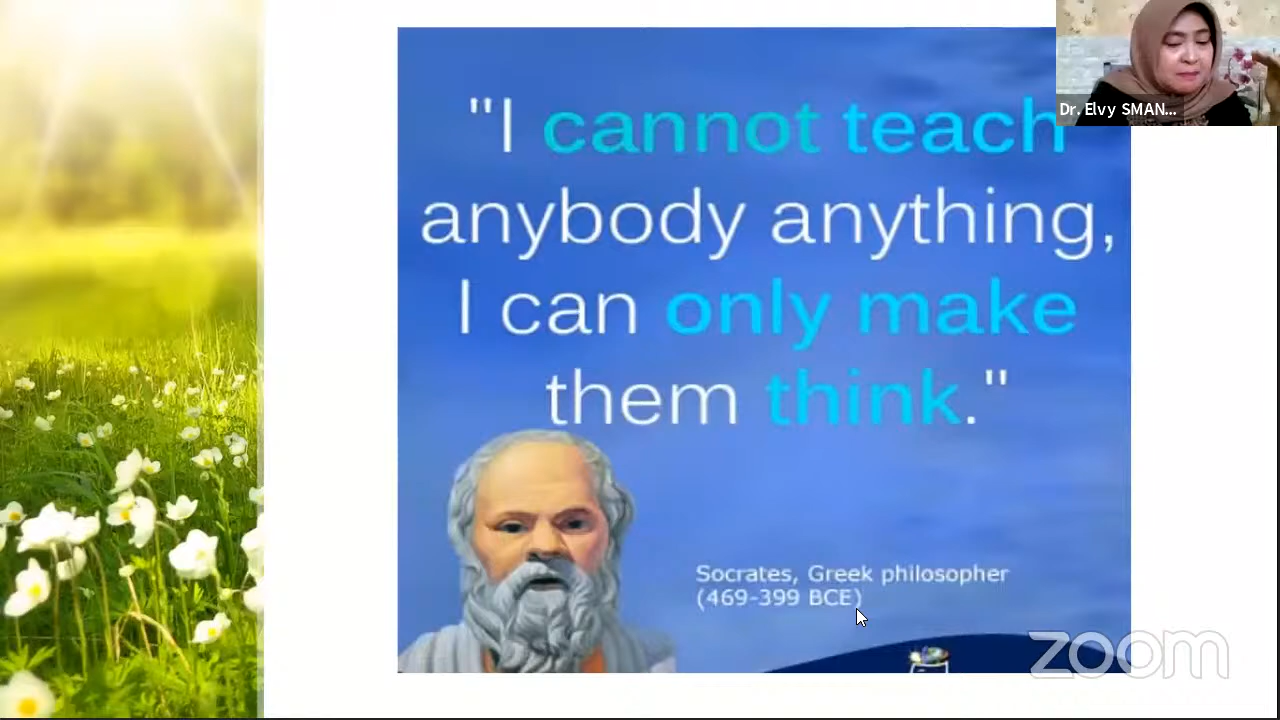 "I cannot teach
anybody anything,
I can only make
them think."
Socrates, Greek philosopher
(469-399 BCE)
Dr. Elvy SMAN...
zoom